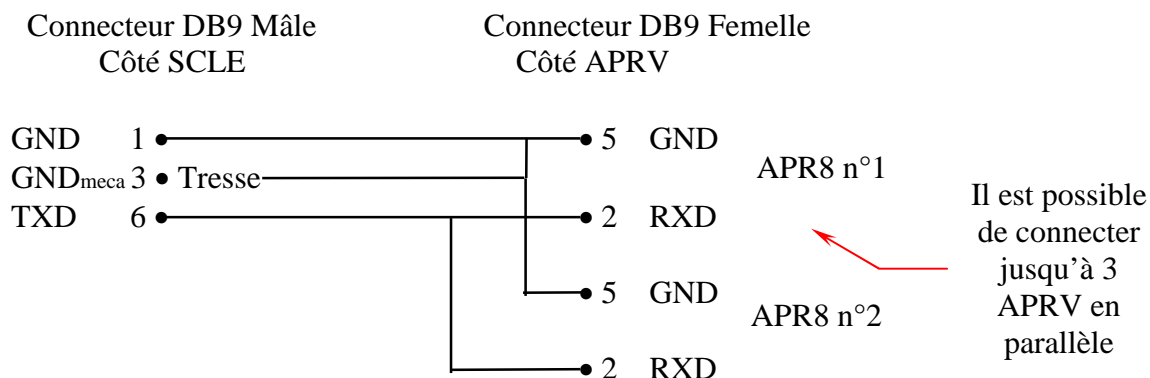 Connecteur DB9 Mâle
Côté SCLE
Connecteur DB9 Femelle
Côté APRV
GND 1 5 GND
GNDmeca 3 Tresse
APR8 n°1
TXD 6 2 RXD
5 GND
APR8 n°2
2 RXD
Il est possible
de connecter
jusqu’à 3
APRV en
parallèle